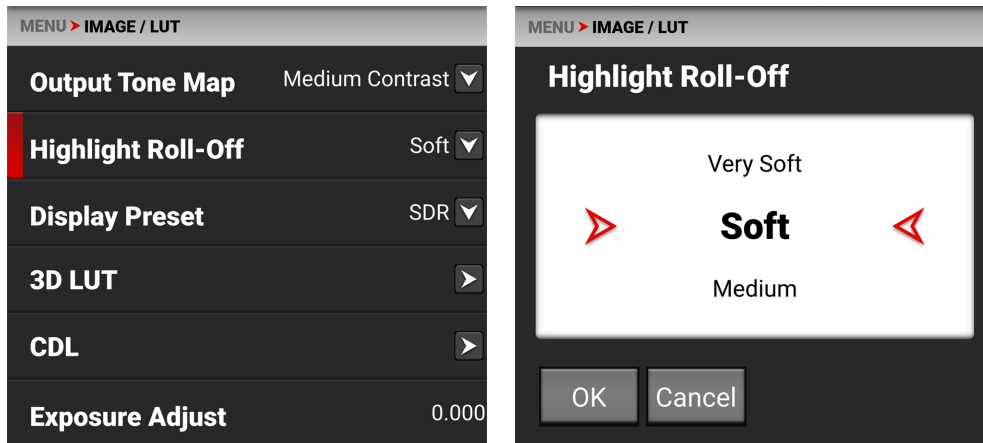 MENU IMAGE / LUT
Output Tone Map Medium Contrast
Highlight Roll-Off Soft
Display Preset SDR
3D LUT
CDL
Exposure Adjust 0.000
MENU IMAGE / LUT
Highlight Roll-Off
Very Soft
Soft
Medium
OK Cancel